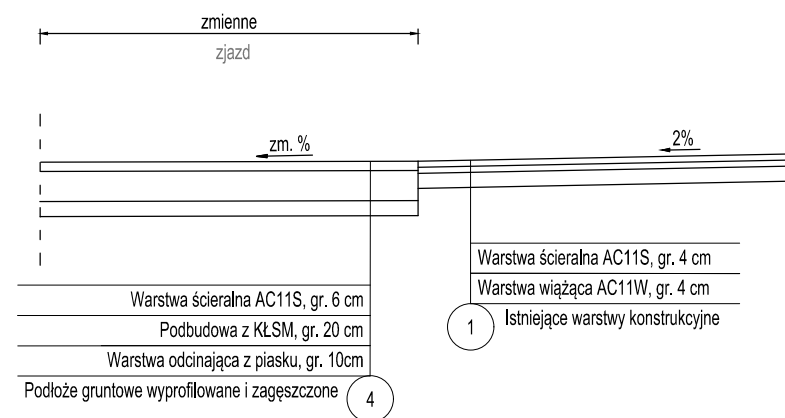 zmienne
zjazd
zm. %
2%
Warstwa ścieralna AC11S, gr. 4 cm
Warstwa wiążąca AC11W, gr. 4 cm
Istniejące warstwy konstrukcyjne
1
Warstwa ścieralna AC11S, gr. 6 cm
Podbudowa z KŁSM, gr. 20 cm
Warstwa odcinająca z piasku, gr. 10cm
Podłoże gruntowe wyprofilowane i zagęszczone
4